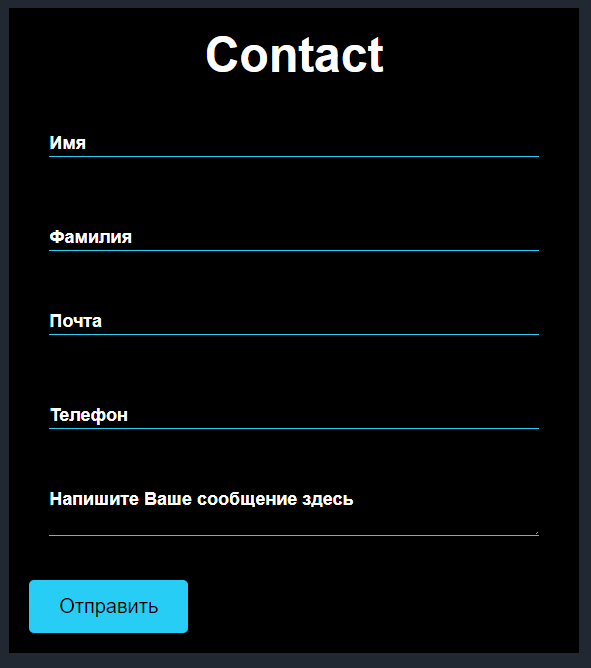 Contact
Имя
Фамилия
Почта
Телефон
Напишите Ваше сообщение здесь
Отправить